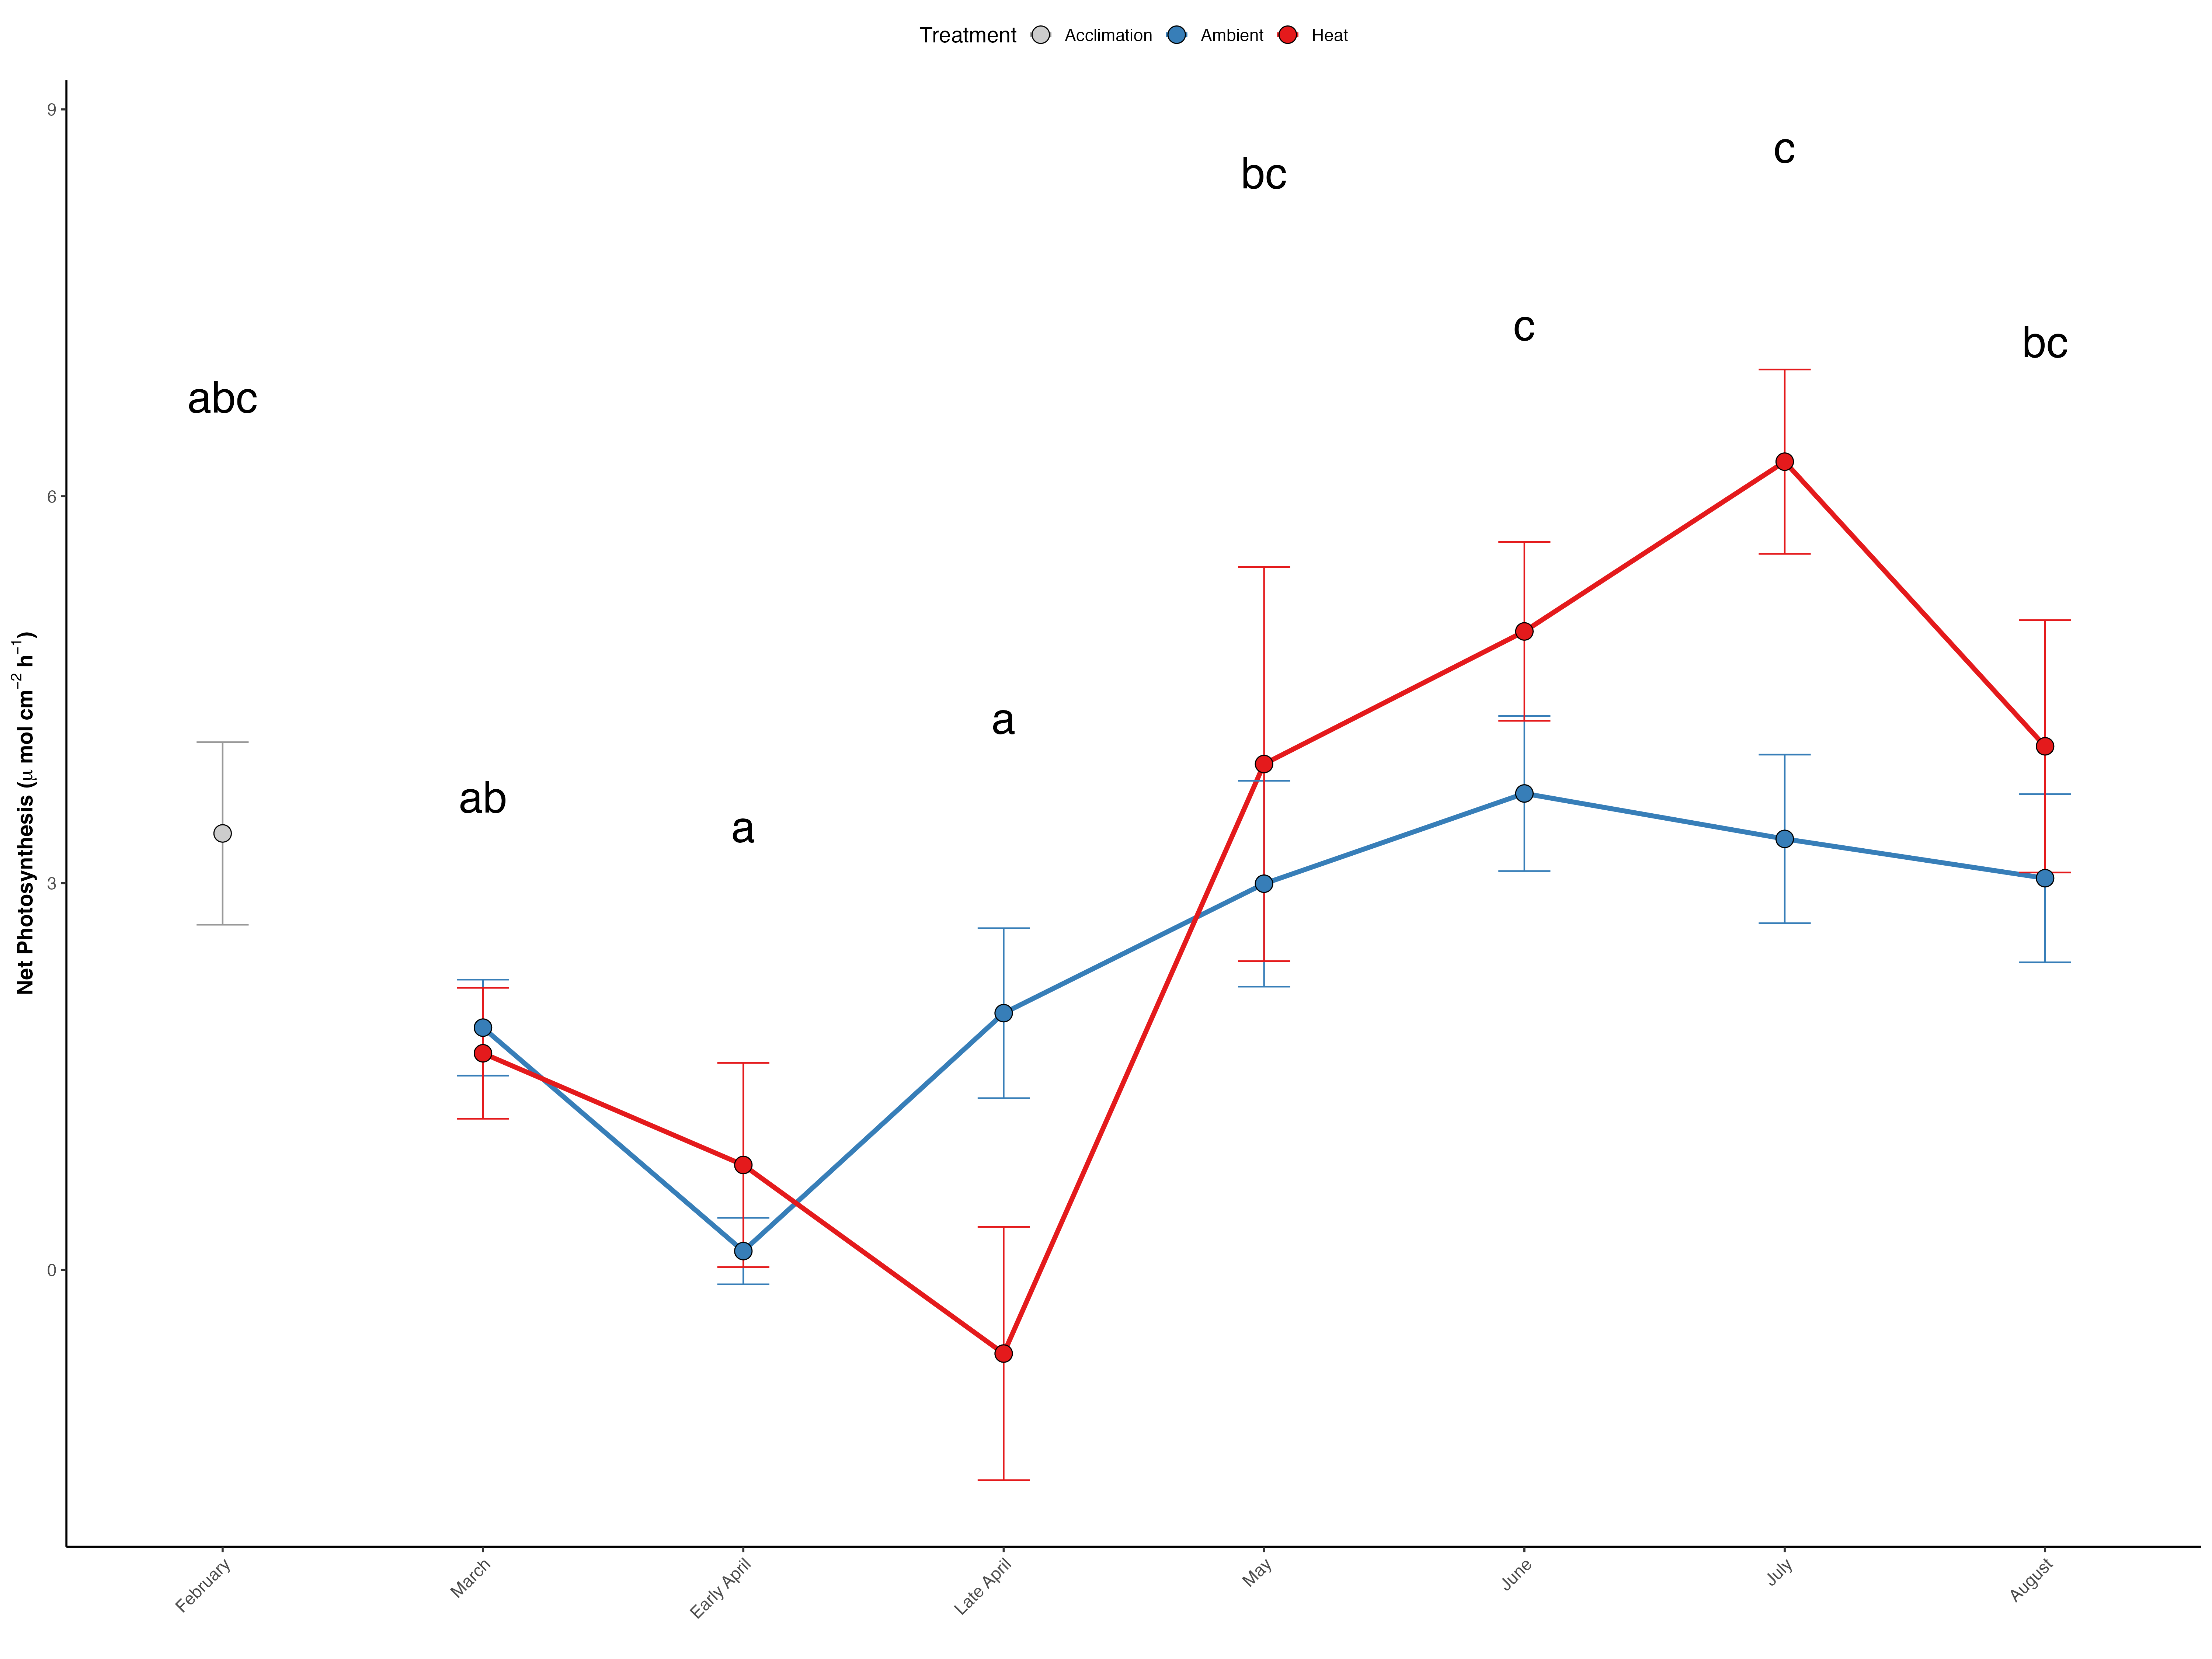 Treatment Acclimation Ambient Heat
Net Photosynthesis (μ mol cm⁻² h⁻¹)
9
6
3
0
abc
ab
a
a
bc
c
c
bc
February
March
Early April
Late April
May
June
July
August